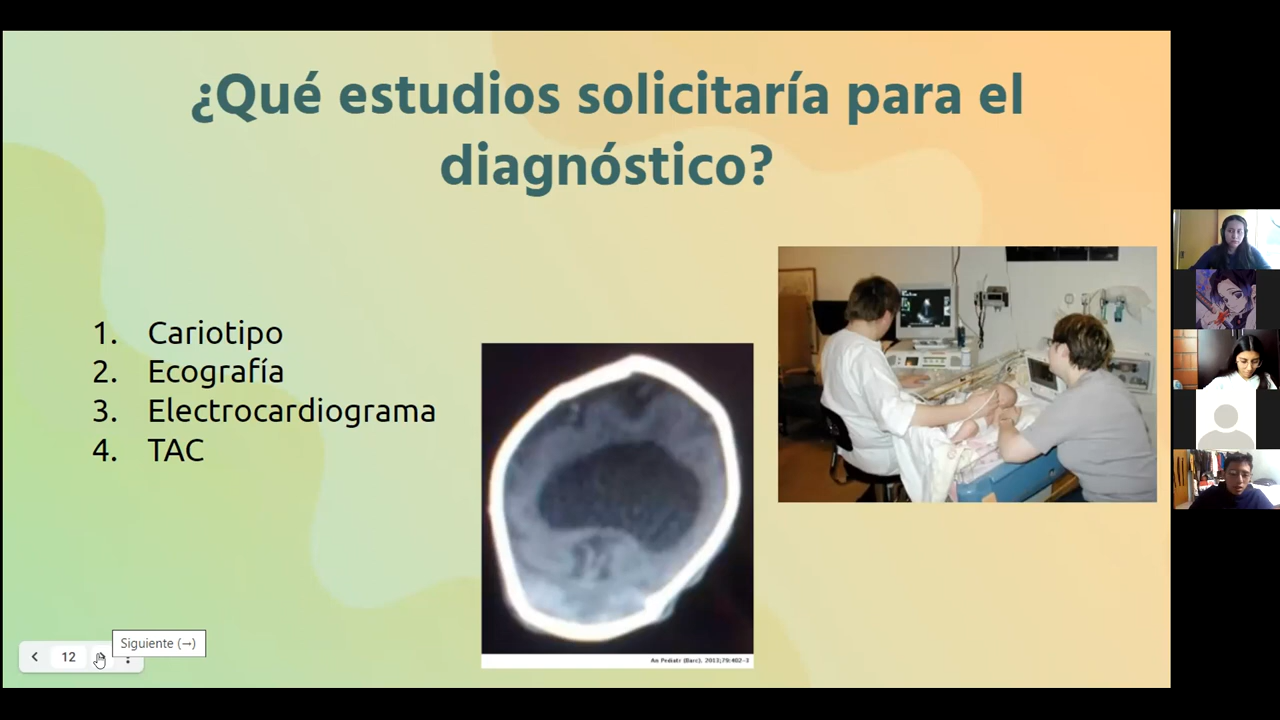 ¿Qué estudios solicitaría para el
diagnóstico?
1. Cariotipo
2. Ecografía
3. Electrocardiograma
4. TAC
An Pediatr (Barc). 2013;79:402-3
Siguiente (→)
12